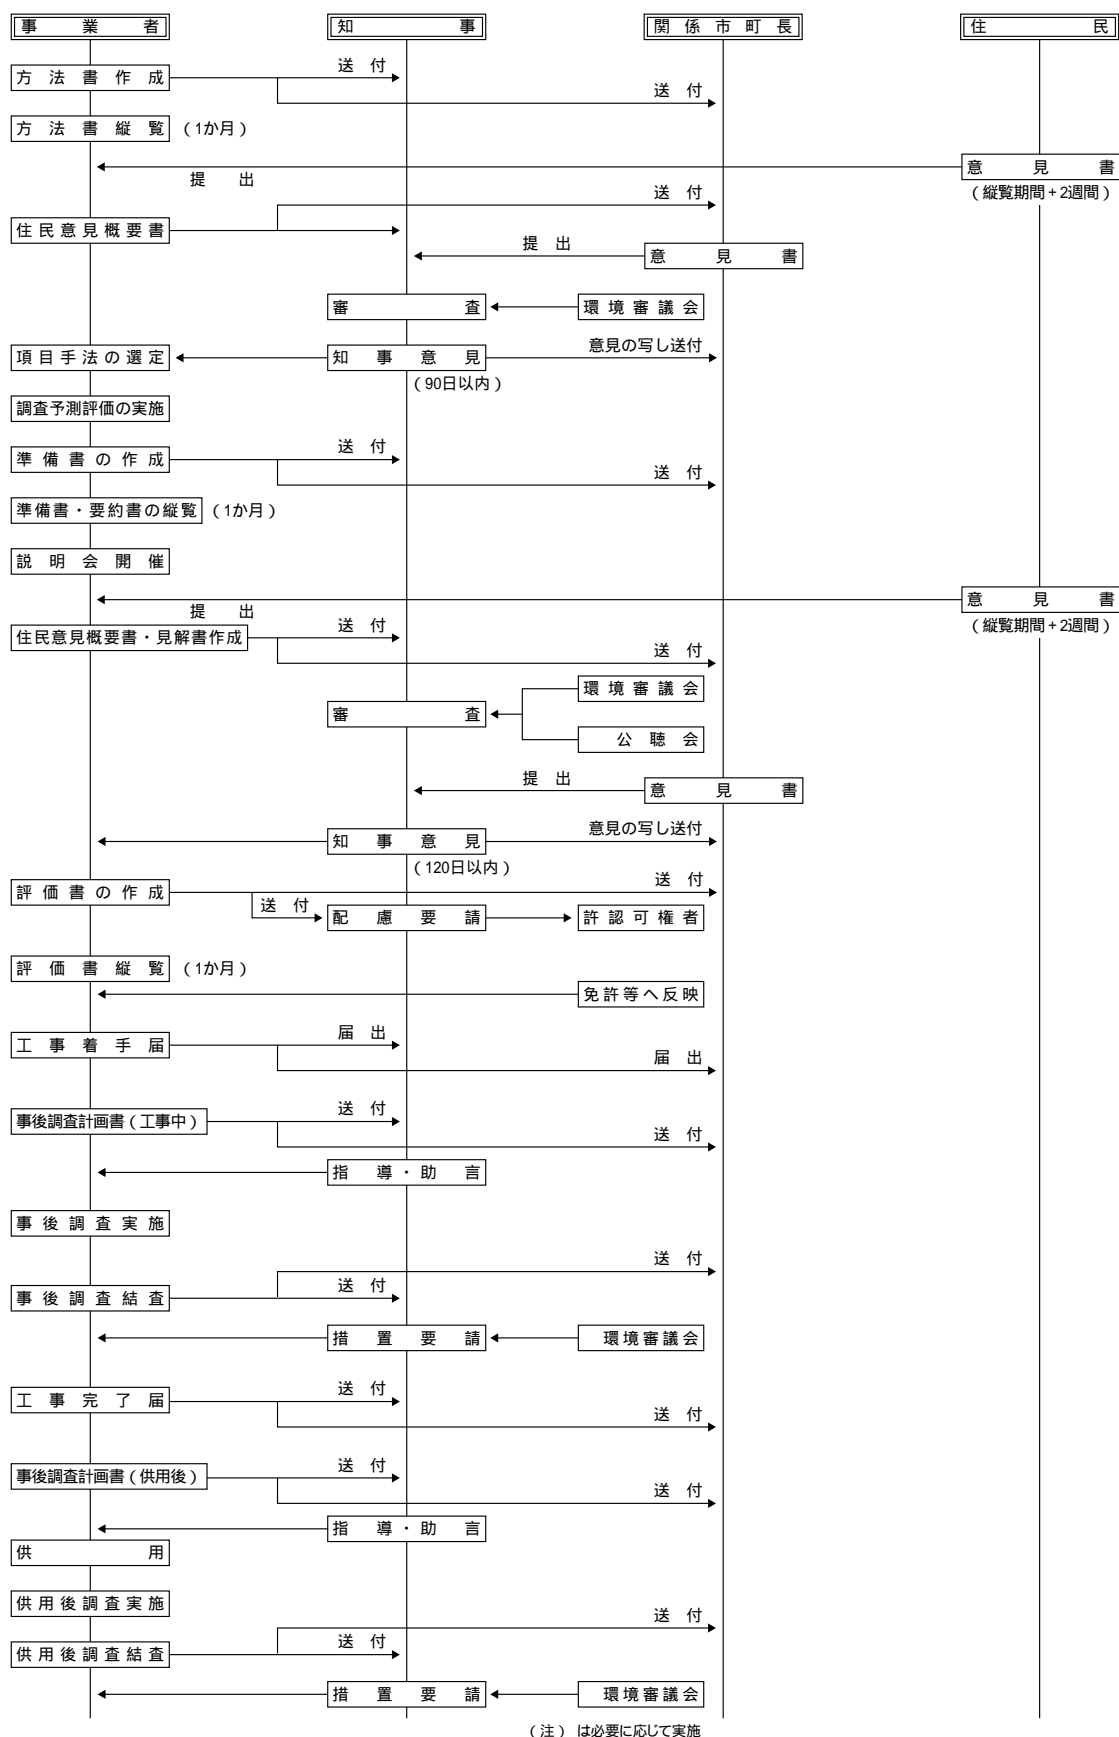 事業者 知事 関係市町長 住民
方法書作成 送付
送付
方法書縦覧 (1か月)
意見書
提出
(縦覧期間+2週間)
送付
住民意見概要書
提出 意見書
審査 環境審議会
項目手法の選定 知事意見 意見の写し送付
(90日以内)
調査予測評価の実施
準備書の作成 送付
送付
準備書・要約書の縦覧 (1か月)
説明会開催
意見書
提出
(縦覧期間+2週間)
住民意見概要書・見解書作成 送付
送付
環境審議会
審査
公聴会
提出 意見書
知事意見 意見の写し送付
(120日以内)
評価書の作成 送付
送付 配慮要請 許認可権者
評価書縦覧 (1か月)
免許等へ反映
工事着手届 届出
届出
事後調査計画書(工事中) 送付
送付
指導・助言
事後調査実施
送付
事後調査結査 送付
措置要請 環境審議会
工事完了届 送付
送付
事後調査計画書(供用後) 送付
送付
指導・助言
供用
供用後調査実施
送付
供用後調査結査 送付
措置要請 環境審議会
(注) は必要に応じて実施